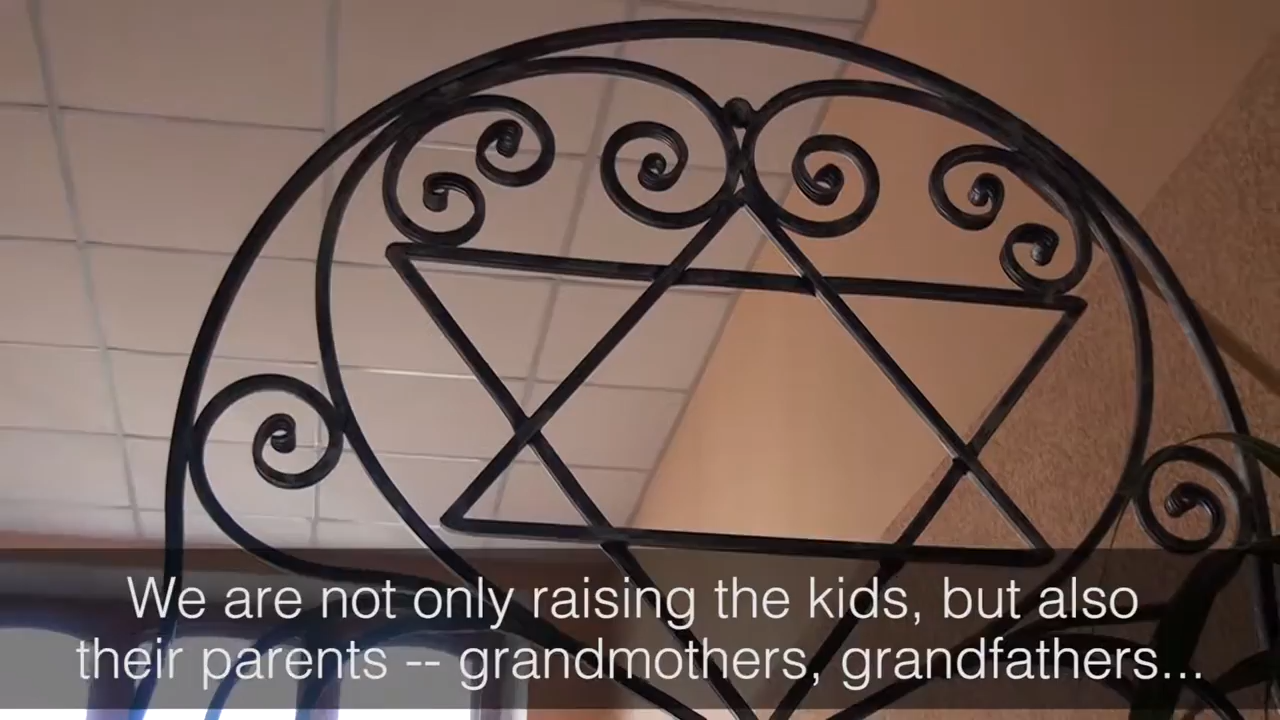 We are not only raising the kids, but also
their parents -- grandmothers, grandfathers...